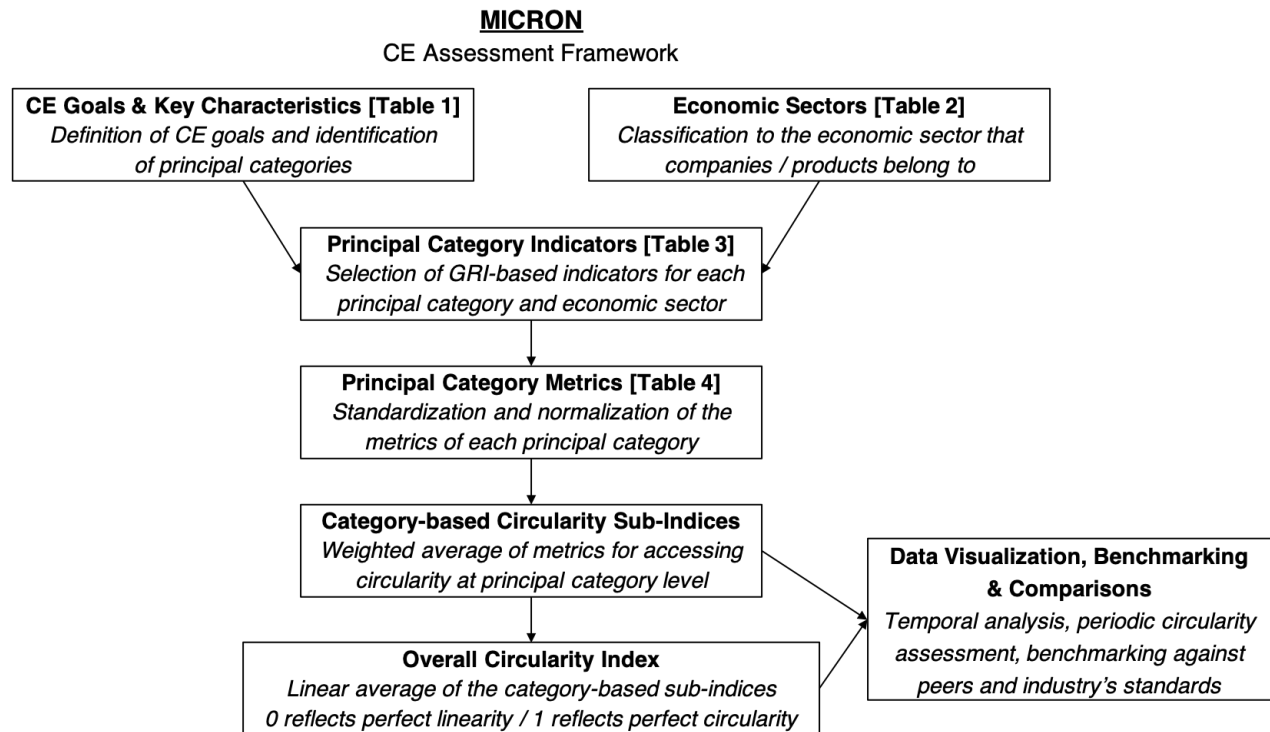 MICRON
CE Assessment Framework
CE Goals & Key Characteristics [Table 1]
Definition of CE goals and identification
of principal categories
Economic Sectors [Table 2]
Classification to the economic sector that
companies / products belong to
Principal Category Indicators [Table 3]
Selection of GRI-based indicators for each
principal category and economic sector
Principal Category Metrics [Table 4]
Standardization and normalization of the
metrics of each principal category
Category-based Circularity Sub-Indices
Weighted average of metrics for accessing
circularity at principal category level
Overall Circularity Index
Linear average of the category-based sub-indices
0 reflects perfect linearity / 1 reflects perfect circularity
Data Visualization, Benchmarking
& Comparisons
Temporal analysis, periodic circularity
assessment, benchmarking against
peers and industry's standards